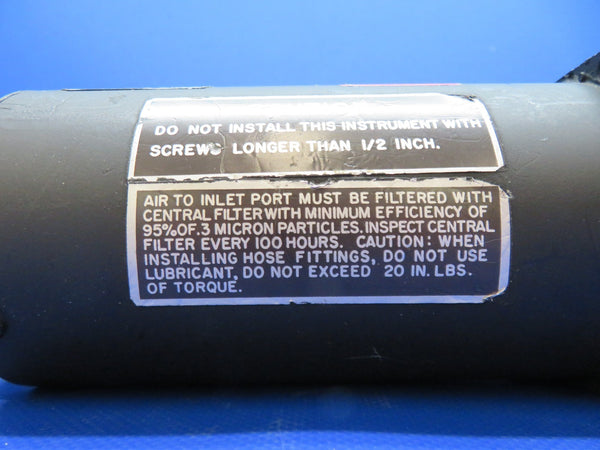 DO NOT INSTALL THIS INSTRUMENT WITH
SCREWS LONGER THAN 1/2 INCH.
AIR TO INLET PORT MUST BE FILTERED WITH
CENTRAL FILTER WITH MINIMUM EFFICIENCY OF
95% OF .3 MICRON PARTICLES. INSPECT CENTRAL
FILTER EVERY 100 HOURS. CAUTION: WHEN
INSTALLING HOSE FITTINGS, DO NOT USE
LUBRICANT, DO NOT EXCEED 20 IN. LBS.
OF TORQUE.